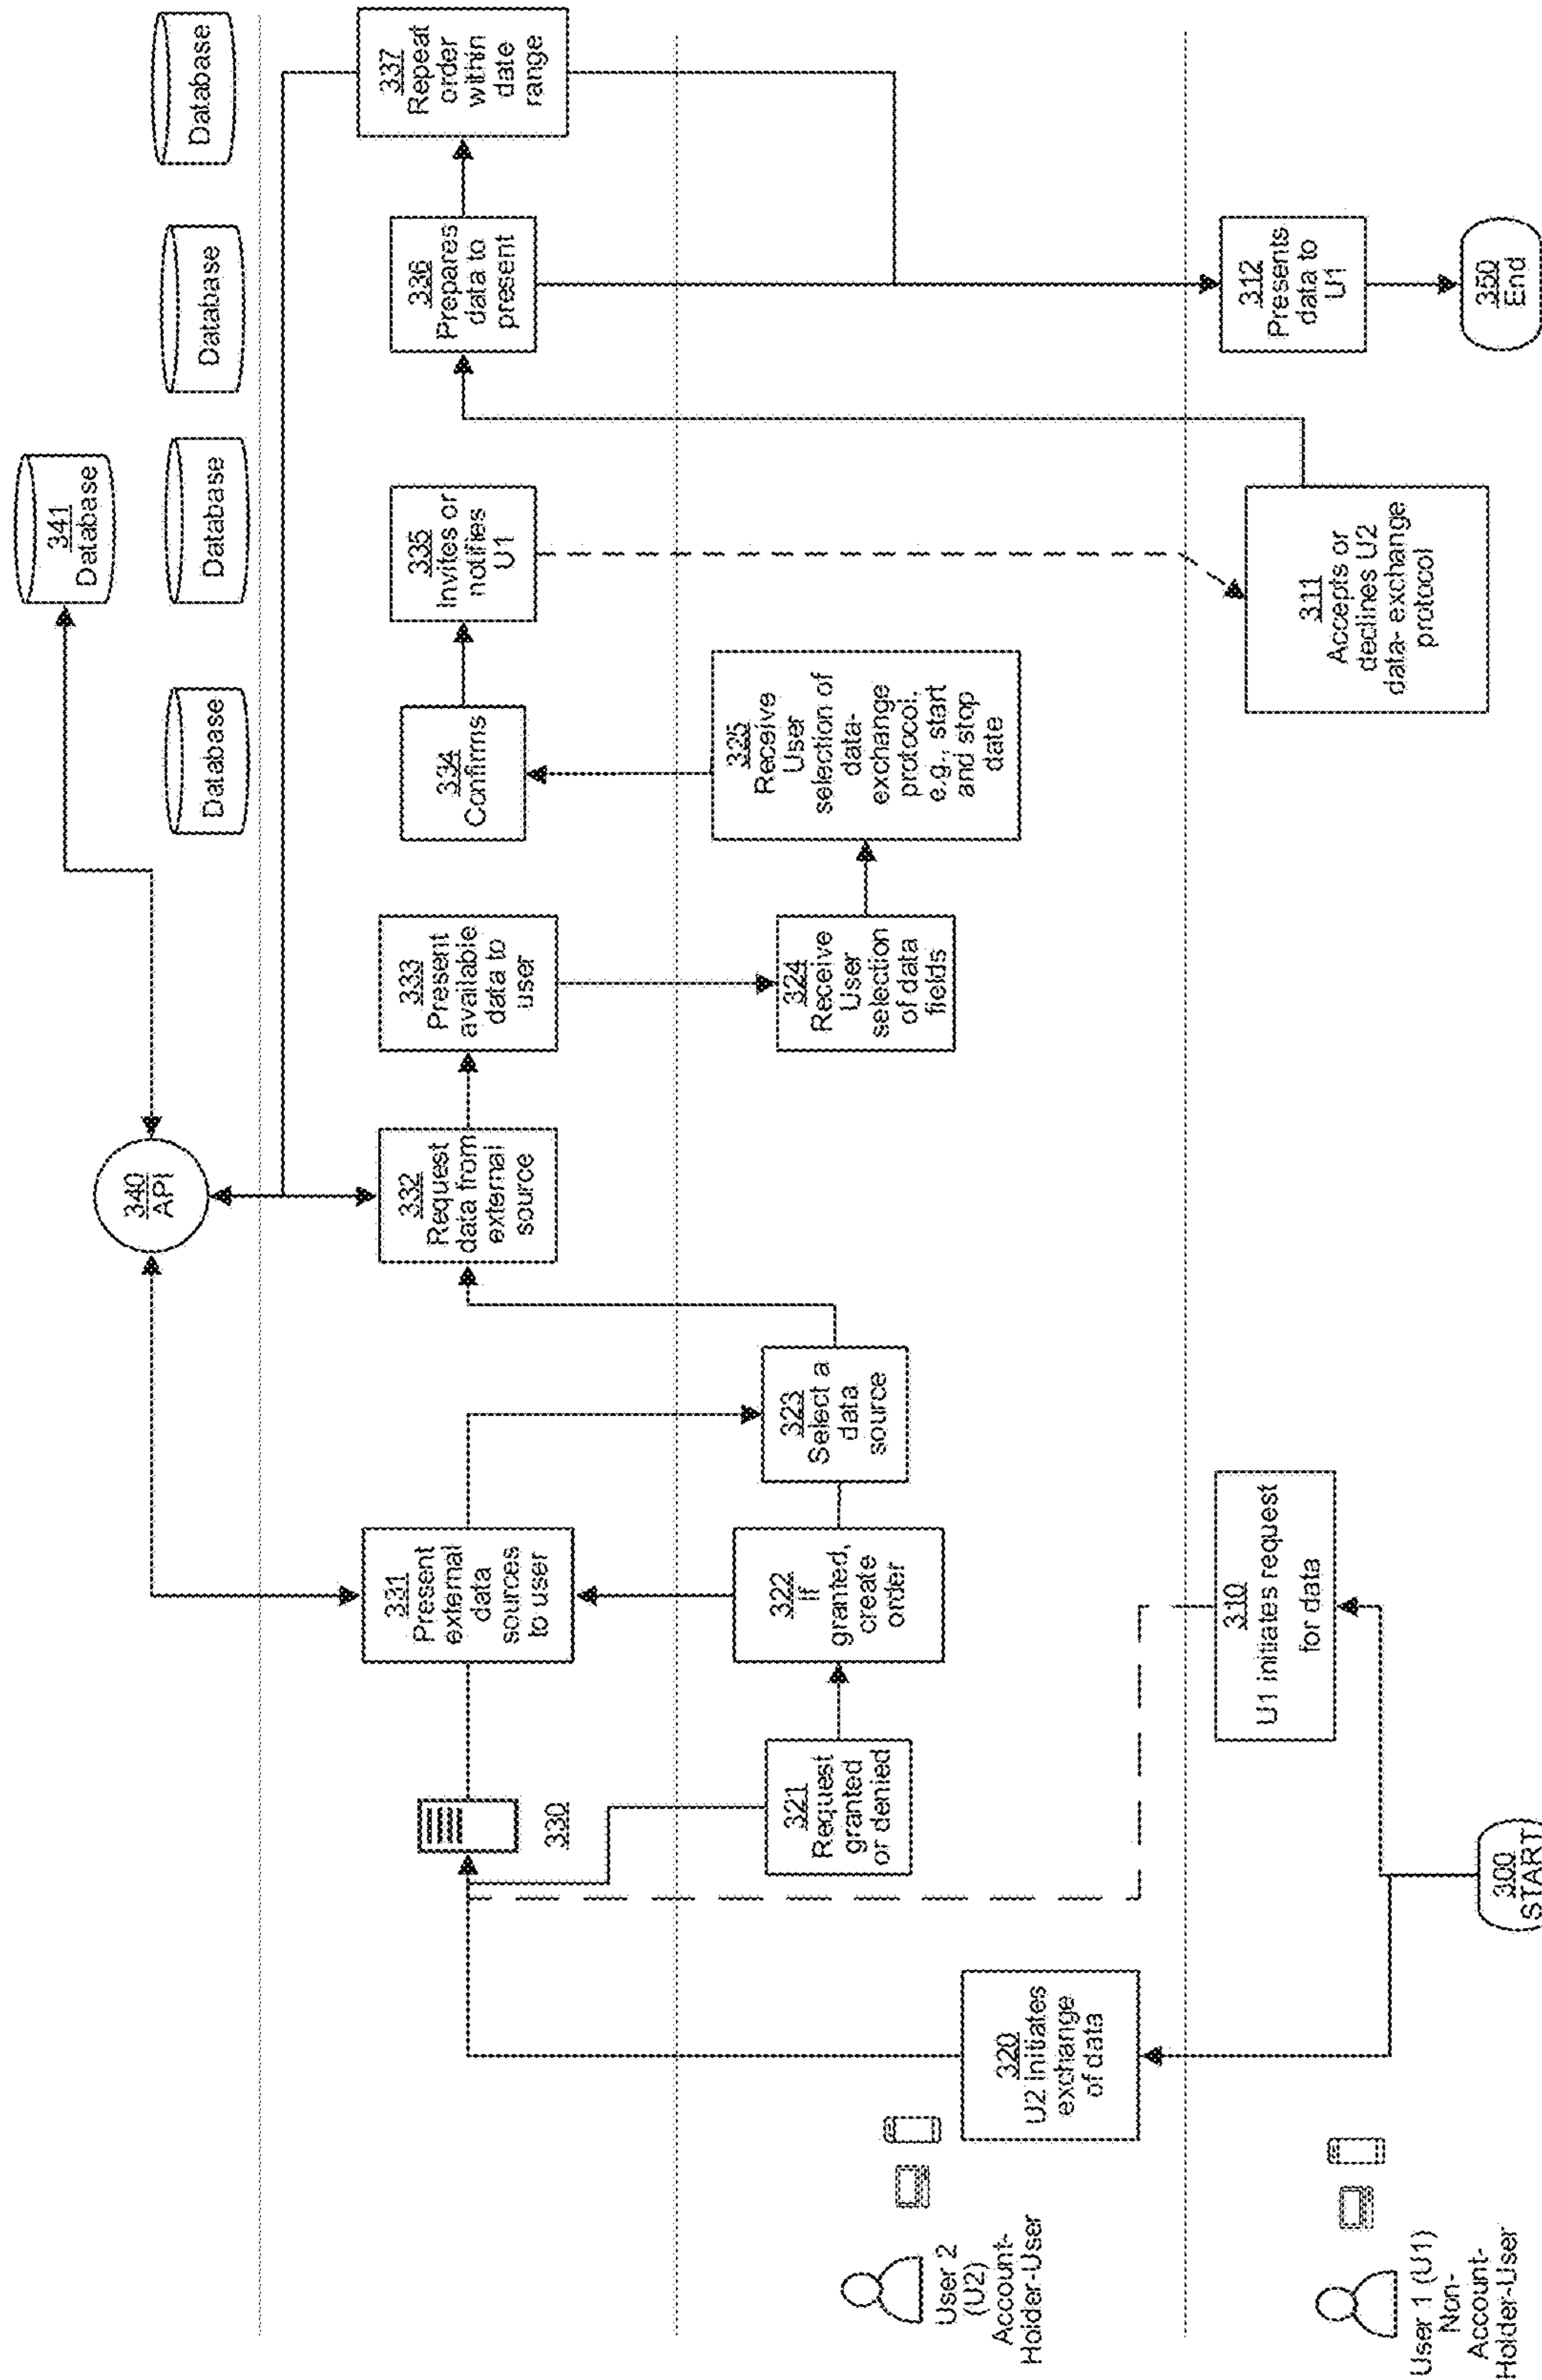 341
Database
Database
Database
Database
Database
340
API
330
331
Present
external
data
sources
to user
332
Request
data from
external
source
333
Present
available
data to
user
334
Confirms
335
Invites or
notifies
U1
336
Prepares
data to
present
337
Repeat
order
within
date
range
User 2
(U2)
Account-
Holder-User
320
U2 initiates
exchange
of data
321
Request
granted
or denied
322
If
granted,
create
order
323
Select a
data
source
324
Receive
User
selection
of data
fields
325
Receive
User
selection of
data-
exchange
protocol,
e.g., start
and stop
date
User 1 (U1)
Non-
Account-
Holder-User
300
START
310
U1 initiates request
for data
311
Accepts or
declines U2
data- exchange
protocol
312
Presents
data to
U1
350
End